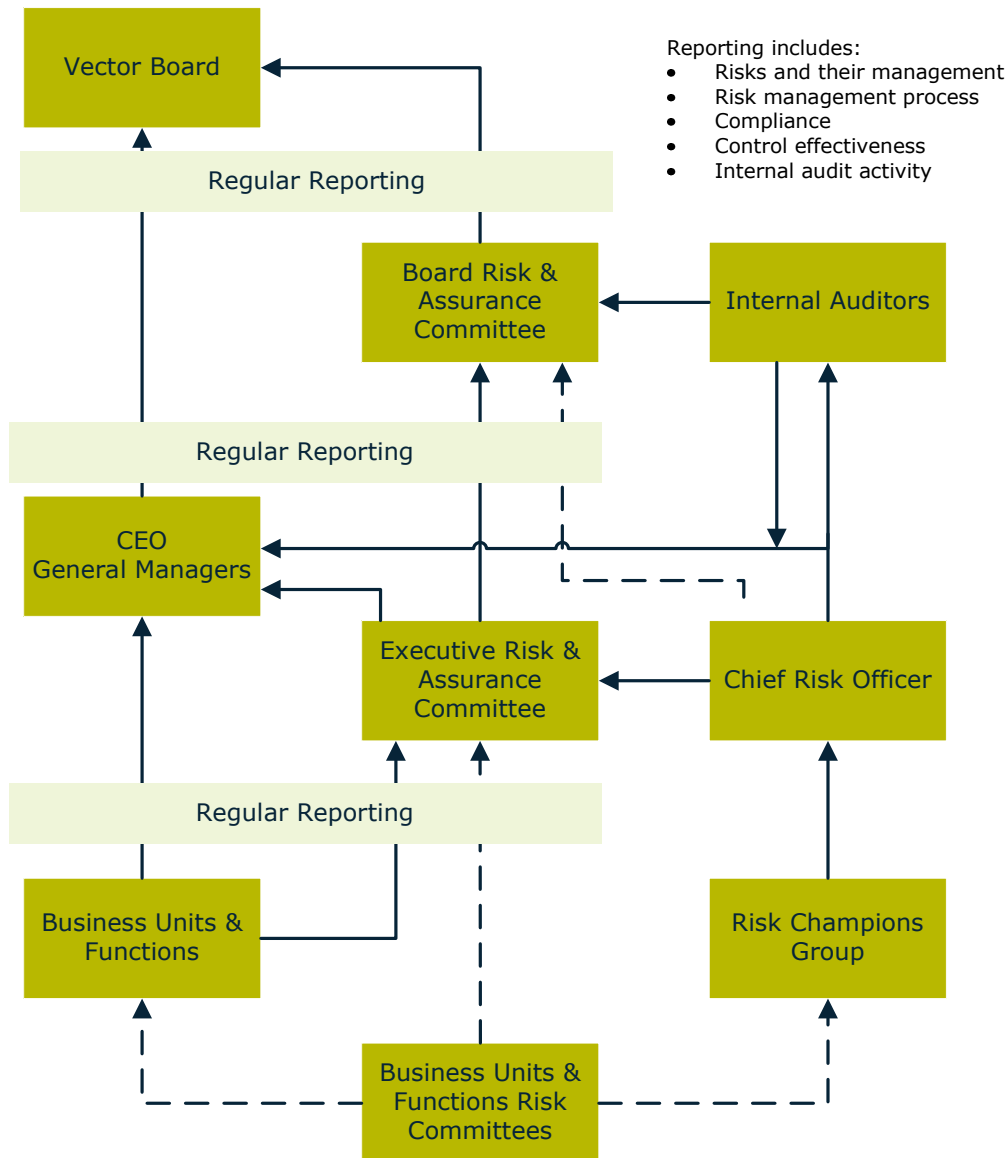 Vector Board
Reporting includes:
• Risks and their management
• Risk management process
• Compliance
• Control effectiveness
• Internal audit activity
Regular Reporting
Board Risk &
Assurance
Committee
Internal Auditors
Regular Reporting
CEO
General Managers
Executive Risk &
Assurance
Committee
Chief Risk Officer
Regular Reporting
Business Units &
Functions
Risk Champions
Group
Business Units &
Functions Risk
Committees